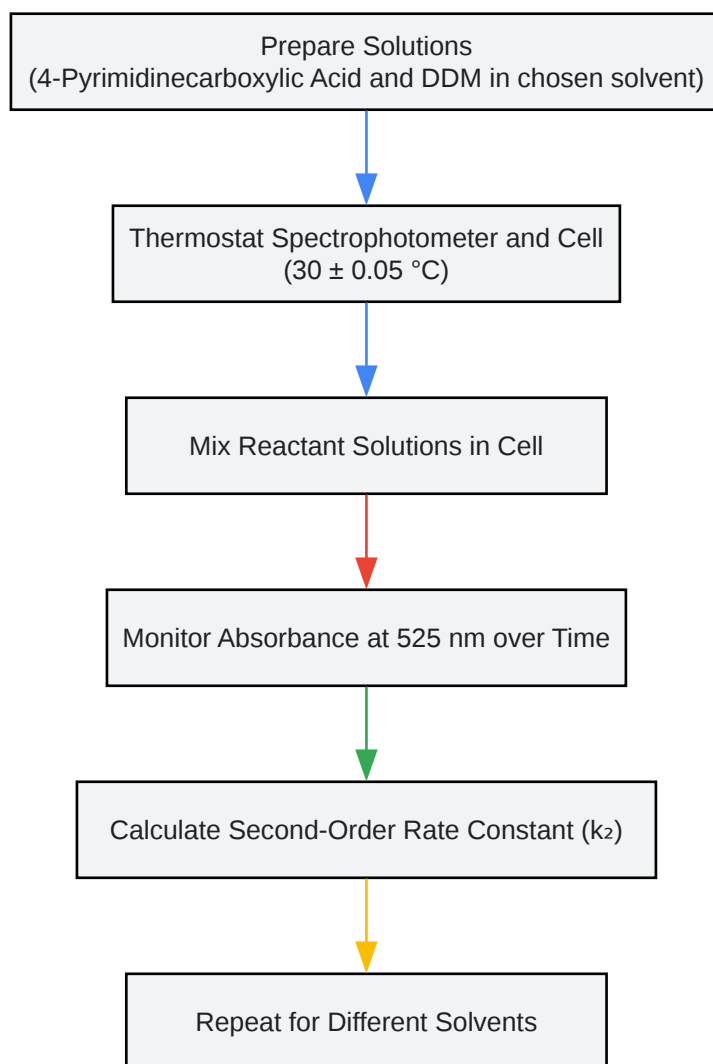 Prepare Solutions
(4-Pyrimidinecarboxylic Acid and DDM in chosen solvent)
Thermostat Spectrophotometer and Cell
(30 ± 0.05 °C)
Mix Reactant Solutions in Cell
Monitor Absorbance at 525 nm over Time
Calculate Second-Order Rate Constant (k₂)
Repeat for Different Solvents